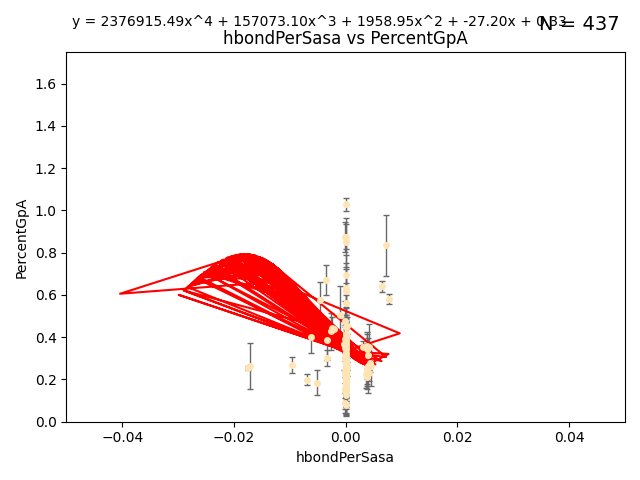 y = 2376915.49x^4 + 157073.10x^3 + 1958.95x^2 + -27.20x + 0.33
N = 437
hbondPerSasa vs PercentGpA
PercentGpA
1.6
1.4
1.2
1.0
0.8
0.6
0.4
0.2
0.0
−0.04 −0.02 0.00 0.02 0.04
hbondPerSasa